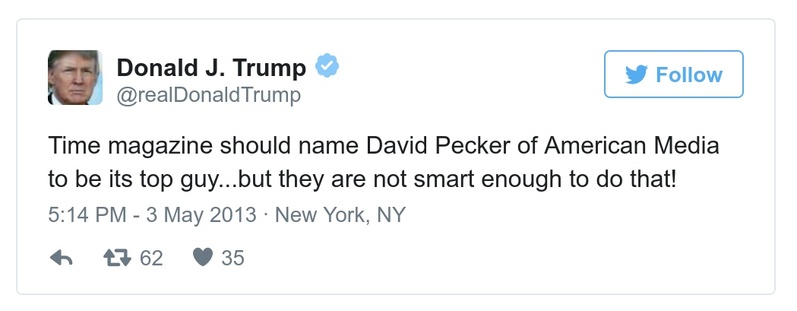 Donald J. Trump
@realDonaldTrump
Follow
Time magazine should name David Pecker of American Media
to be its top guy...but they are not smart enough to do that!
5:14 PM - 3 May 2013 · New York, NY
62 35